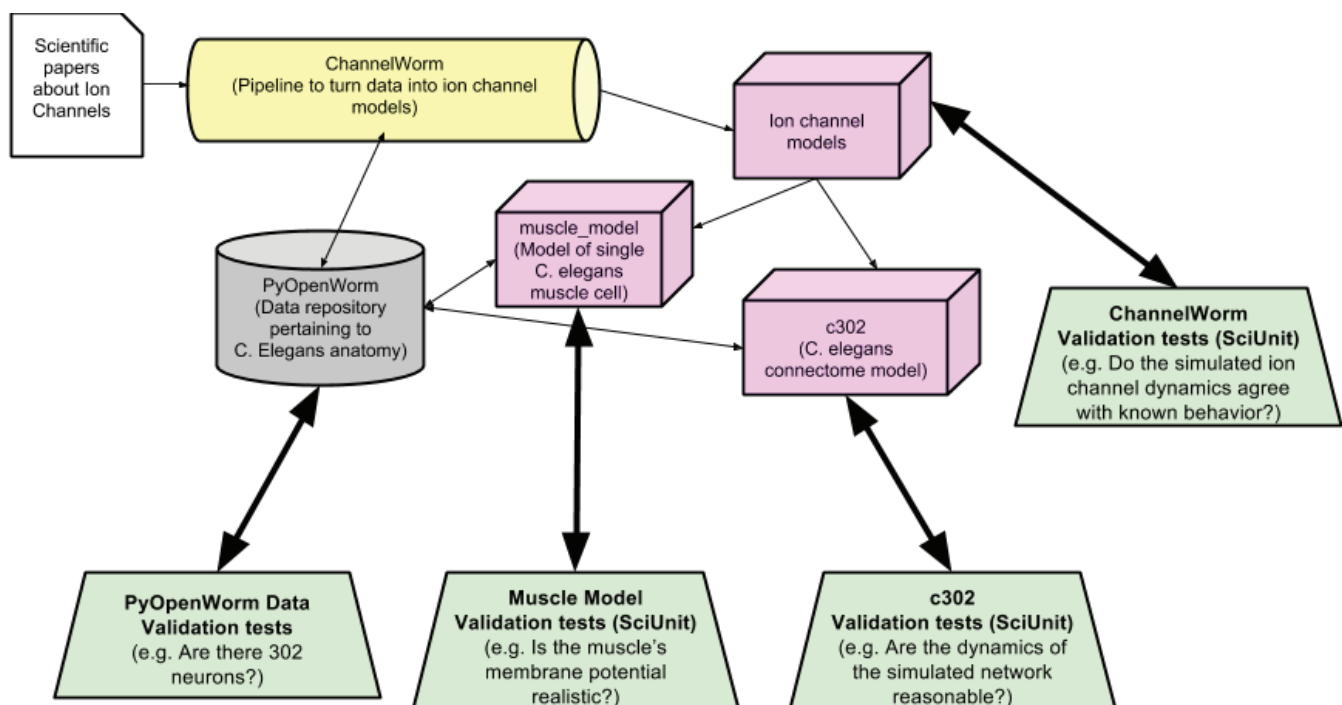 Scientific
papers
about Ion
Channels
ChannelWorm
(Pipeline to turn data into ion channel
models)
Ion channel
models
muscle_model
(Model of single
C. elegans
muscle cell)
PyOpenWorm
(Data repository
pertaining to
C. Elegans anatomy)
c302
(C. elegans
connectome model)
ChannelWorm
Validation tests (SciUnit)
(e.g. Do the simulated ion
channel dynamics agree
with known behavior?)
PyOpenWorm Data
Validation tests
(e.g. Are there 302
neurons?)
Muscle Model
Validation tests (SciUnit)
(e.g. Is the muscle's
membrane potential
realistic?)
c302
Validation tests (SciUnit)
(e.g. Are the dynamics of
the simulated network
reasonable?)